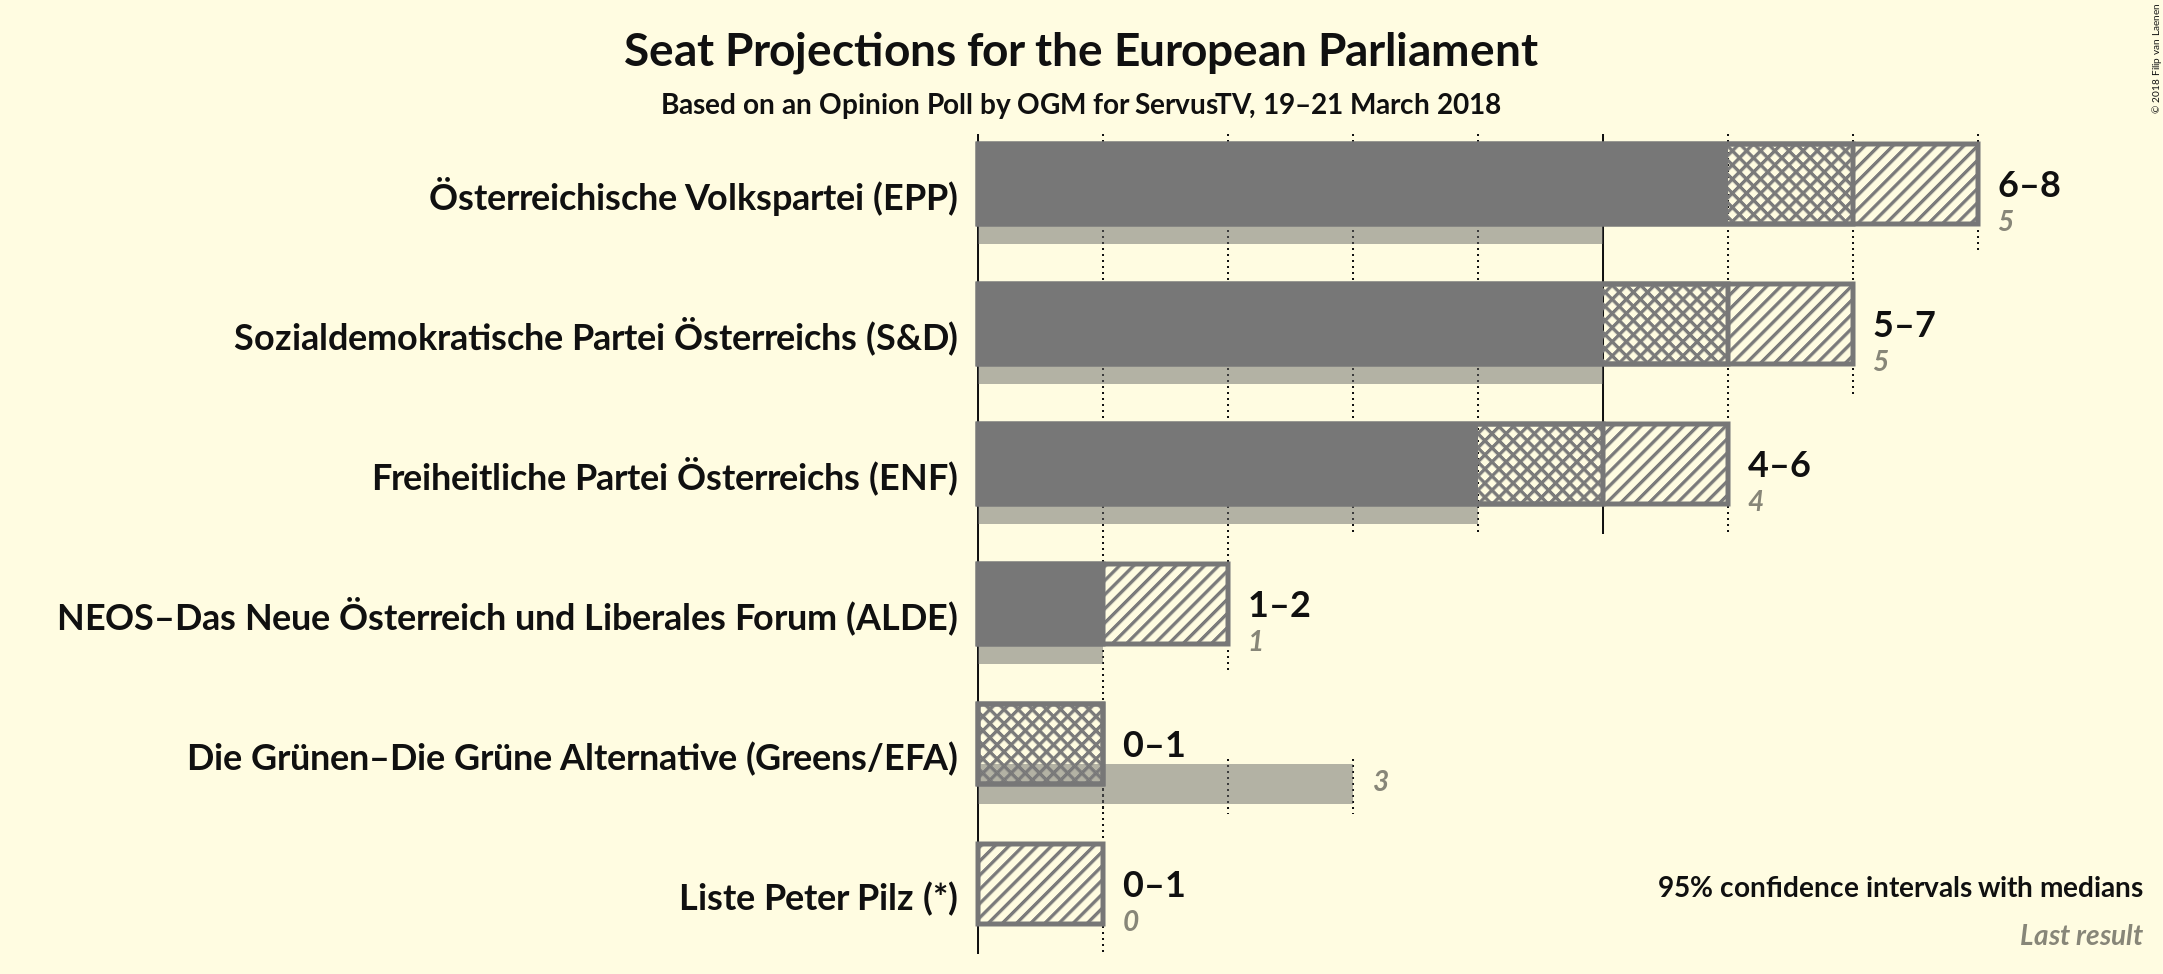 Seat Projections for the European Parliament
Based on an Opinion Poll by OGM for ServusTV, 19–21 March 2018
© 2018 Filip van Laenen
Österreichische Volkspartei (EPP)
6–8
5
Sozialdemokratische Partei Österreichs (S&D)
5–7
5
Freiheitliche Partei Österreichs (ENF)
4–6
4
NEOS–Das Neue Österreich und Liberales Forum (ALDE)
1–2
1
Die Grünen–Die Grüne Alternative (Greens/EFA)
0–1
3
Liste Peter Pilz (*)
0–1
0
95% confidence intervals with medians
Last result